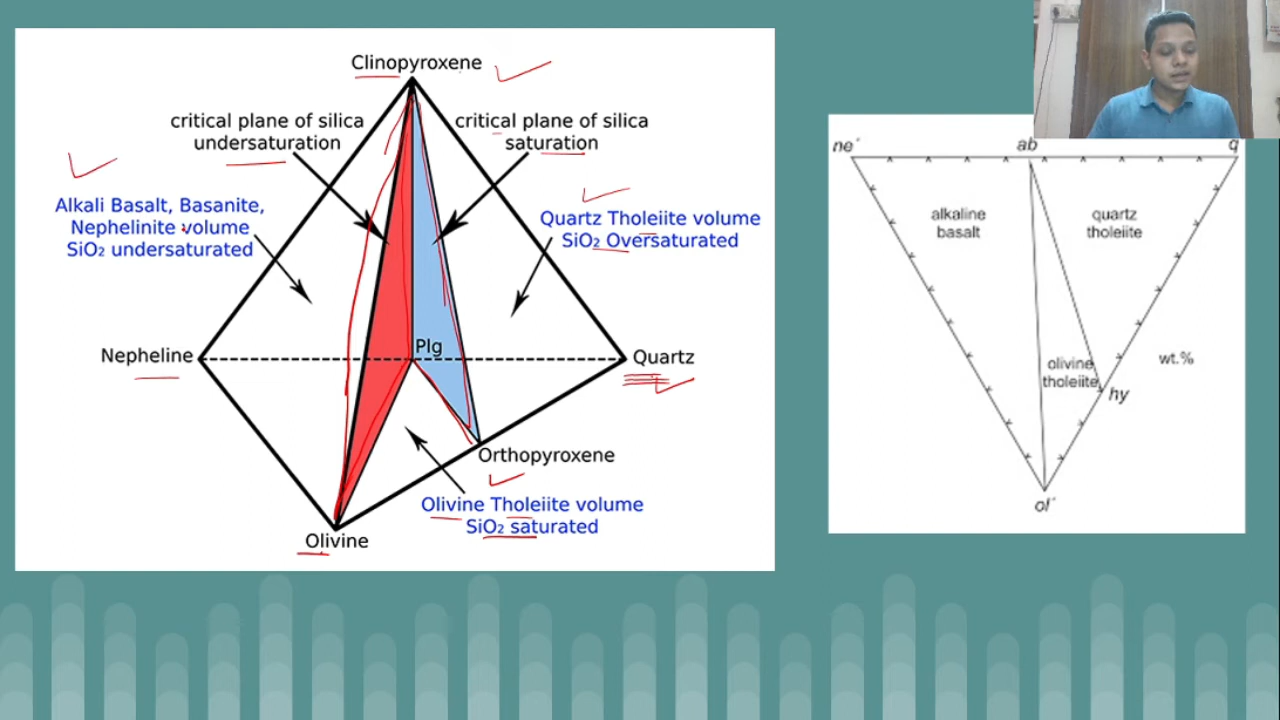 Clinopyroxene
critical plane of silica
undersaturation
critical plane of silica
saturation
Alkali Basalt, Basanite,
Nephelinite volume
SiO₂ undersaturated
Quartz Tholeiite volume
SiO₂ Oversaturated
Plg
Nepheline
Quartz
Orthopyroxene
Olivine Tholeiite volume
SiO₂ saturated
Olivine
ne'
ab
q
alkaline
basalt
quartz
tholeiite
olivine
tholeiite
wt.%
hy
ol'